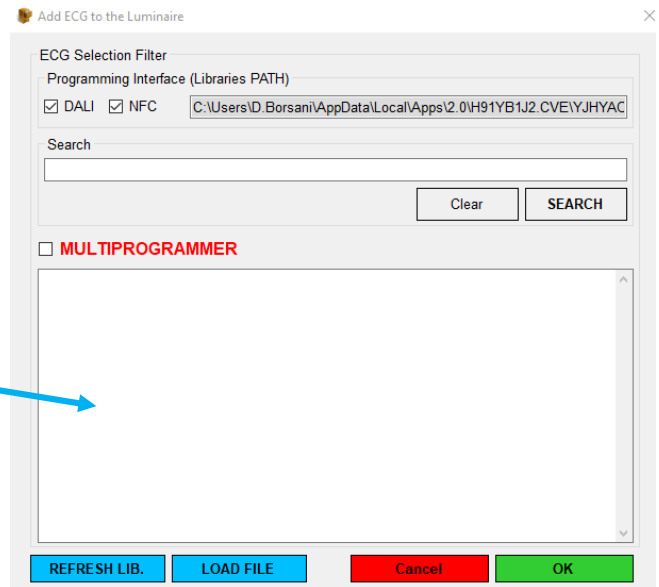 Add ECG to the Luminaire
ECG Selection Filter
Programming Interface (Libraries PATH)
DALI NFC C:\Users\D.Borsani\AppData\Local\Apps\2.0\H91YB1J2.CVE\YJHYAC
Search
Clear SEARCH
MULTIPROGRAMMER
REFRESH LIB. LOAD FILE Cancel OK